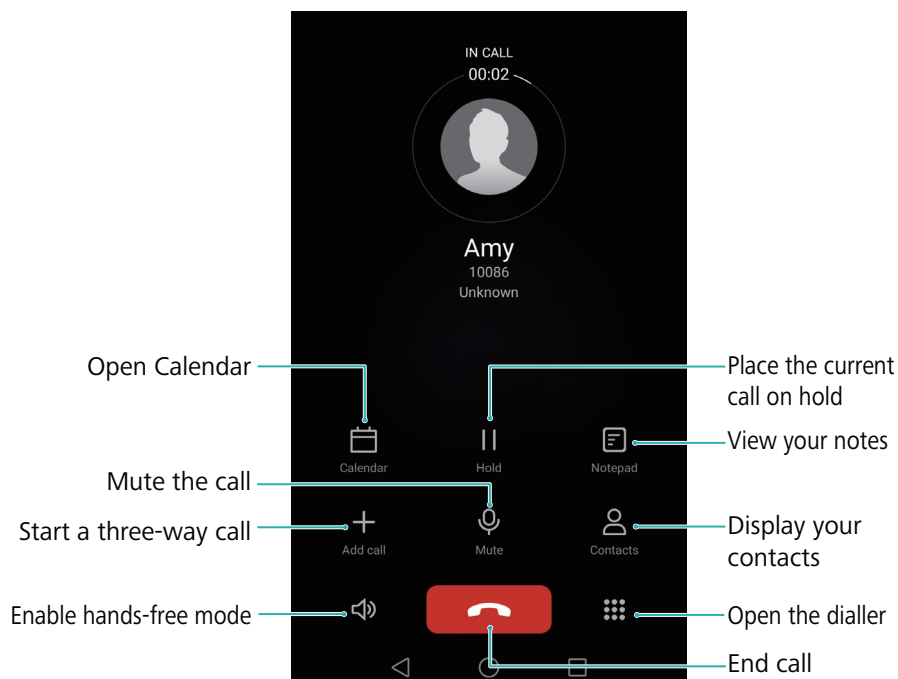 IN CALL
00:02
Amy
10086
Unknown
Open Calendar
Place the current
call on hold
Calendar
Hold
Notepad
View your notes
Mute the call
Start a three-way call
Add call
Mute
Contacts
Display your
contacts
Enable hands-free mode
Open the dialler
End call